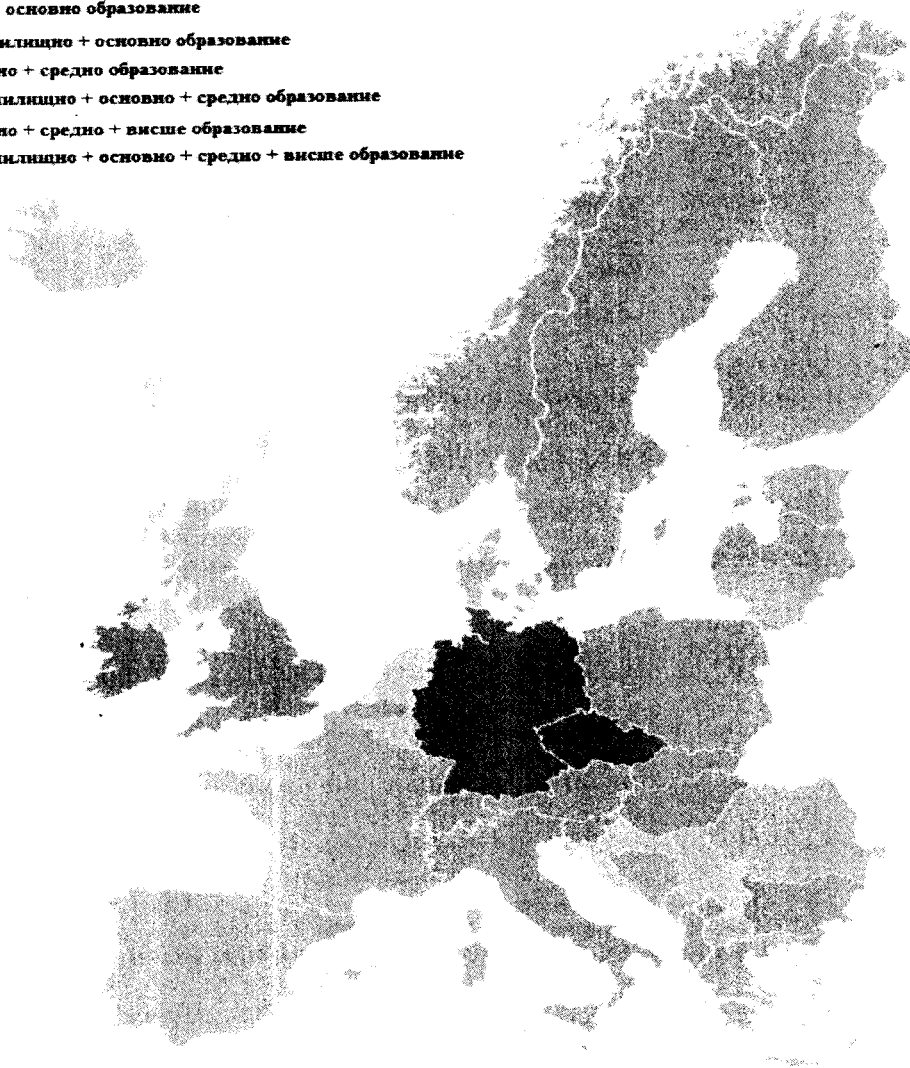 основно образование
илищно + основно образование
но + средно образование
илищно + основно + средно образование
но + средно + висше образование
илищно + основно + средно + висше образование